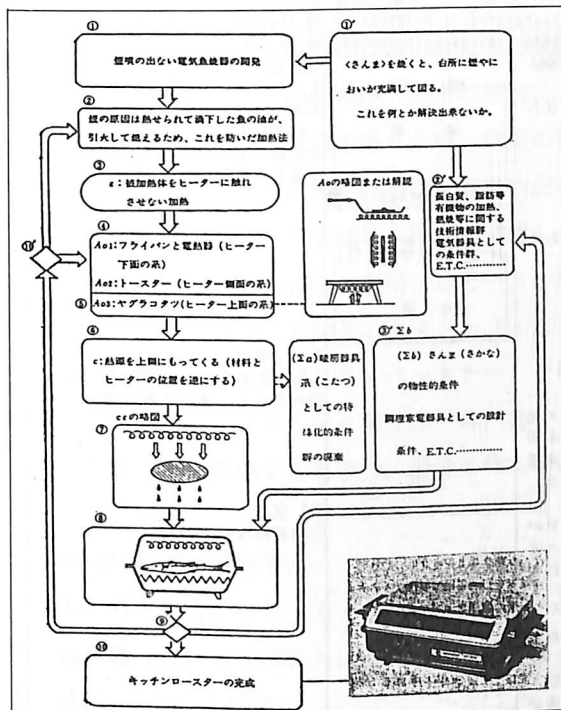 ①
煙噴の出ない電気魚焼器の開発
①′
くさんまを焼くと、台所に煙やに
おいが充満して困る。
これを何とか解決出来ないか。
②
煙の原因は熱せられて滴下した魚の油が、
引火して燃えるため、これを防いだ加熱法
③
ε：被加熱体をヒーターに触れ
させない加熱
②′
蛋白質、脂肪等
有機物の加熱、
燃焼等に関する
技術情報群
電気器具として
の条件群、
E.T.C.…………
Aoの略図または解説
④
Ao1：フライパンと電熱器（ヒーター
下面の系）
Ao2：トースター（ヒーター側面の系）
⑤
Ao3：ヤグラコタツ（ヒーター上面の系）
⑥
c：熱源を上側にもってくる（材料と
ヒーターの位置を逆にする）
(Σa)暖房器具
系（こたつ）
としての特
殊化的条件
群の廃棄
③′Σb
(Σb) さんま（さかな）
の物性的条件
調理家電器具としての設計
条件、E.T.C.…………
ccの略図
⑦
⑧
⑨
⑩
キッチンロースターの完成